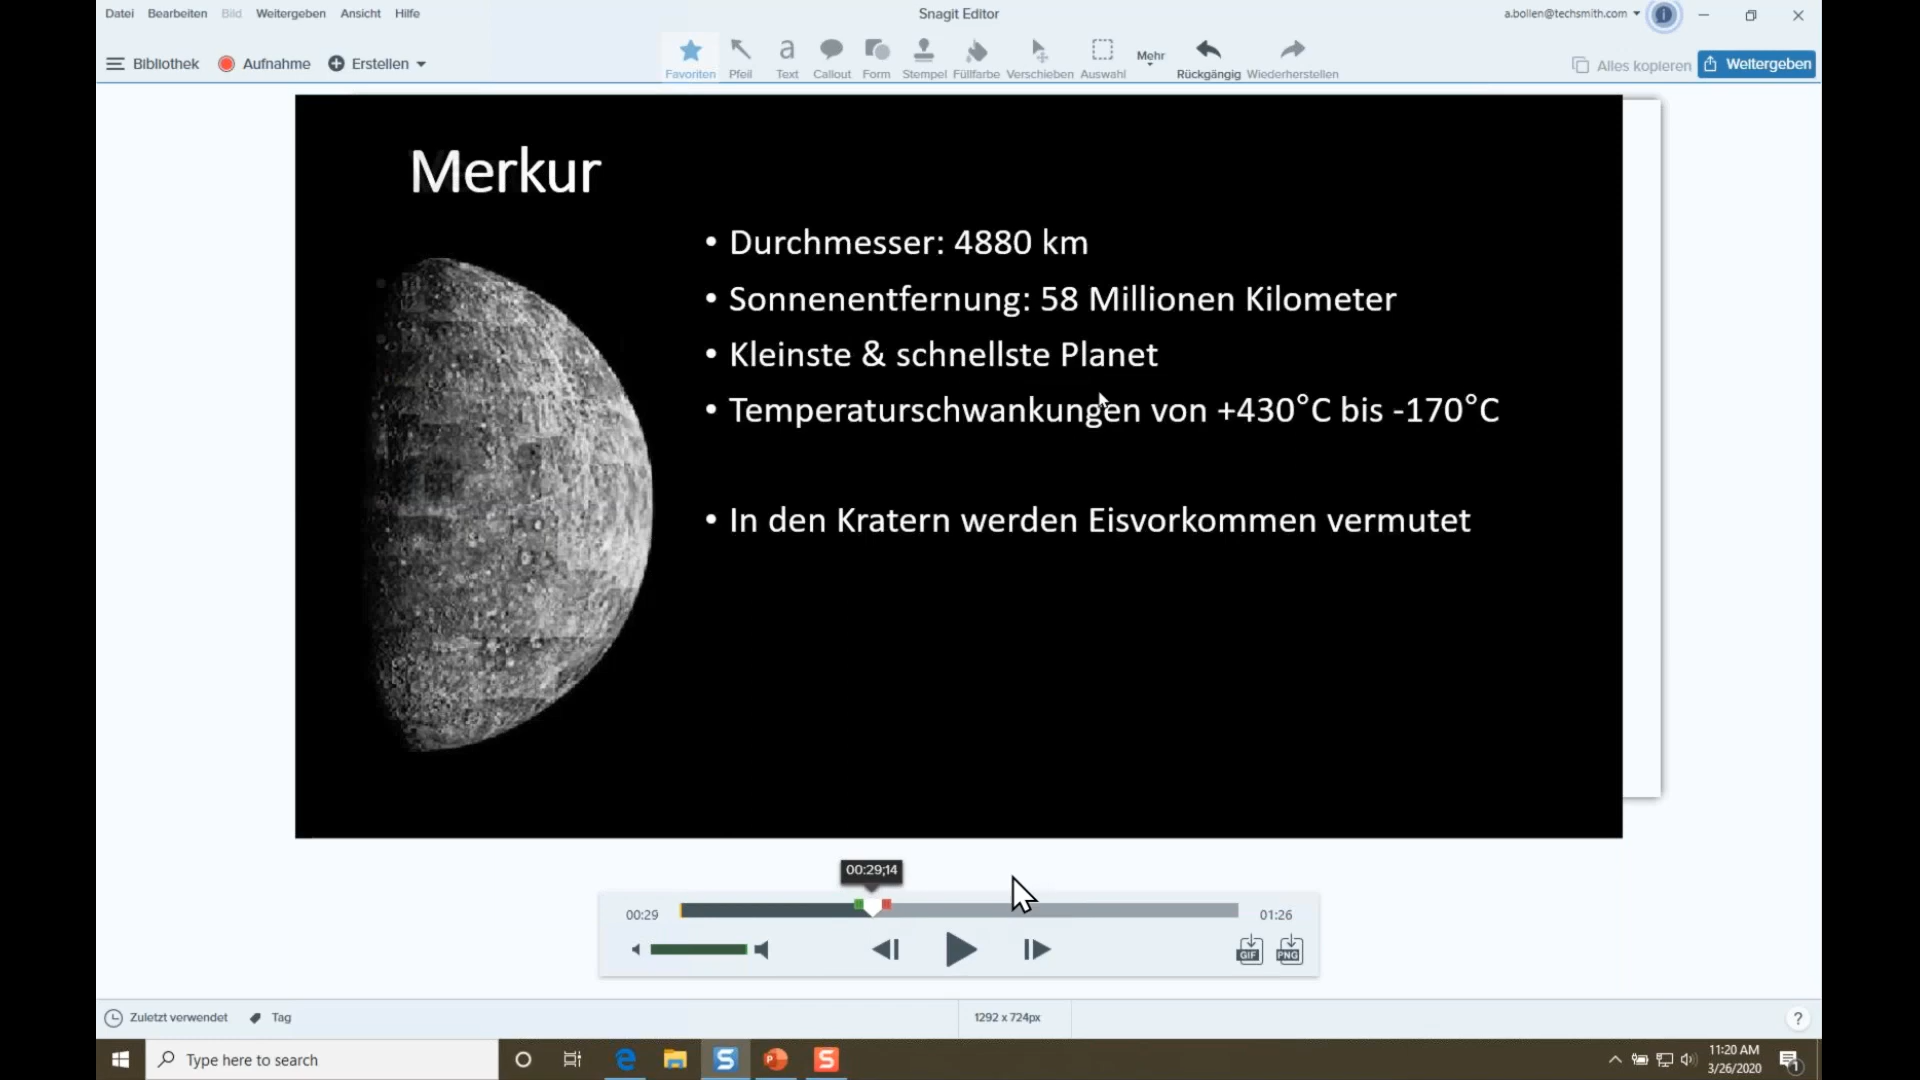 Datei Bearbeiten Bild Weitergeben Ansicht Hilfe
Snagit Editor
a.bollen@techsmith.com
Bibliothek Aufnahme Erstellen
Favoriten Pfeil Text Callout Form Stempel Füllfarbe Verschieben Auswahl Mehr Rückgängig Wiederherstellen
Alles kopieren Weitergeben
Merkur
• Durchmesser: 4880 km
• Sonnenentfernung: 58 Millionen Kilometer
• Kleinste & schnellste Planet
• Temperaturschwankungen von +430°C bis -170°C
• In den Kratern werden Eisvorkommen vermutet
00:29;14
00:29
01:26
GIF PNG
Zuletzt verwendet Tag
1292 x 724px
?
Type here to search
11:20 AM
3/26/2020
1